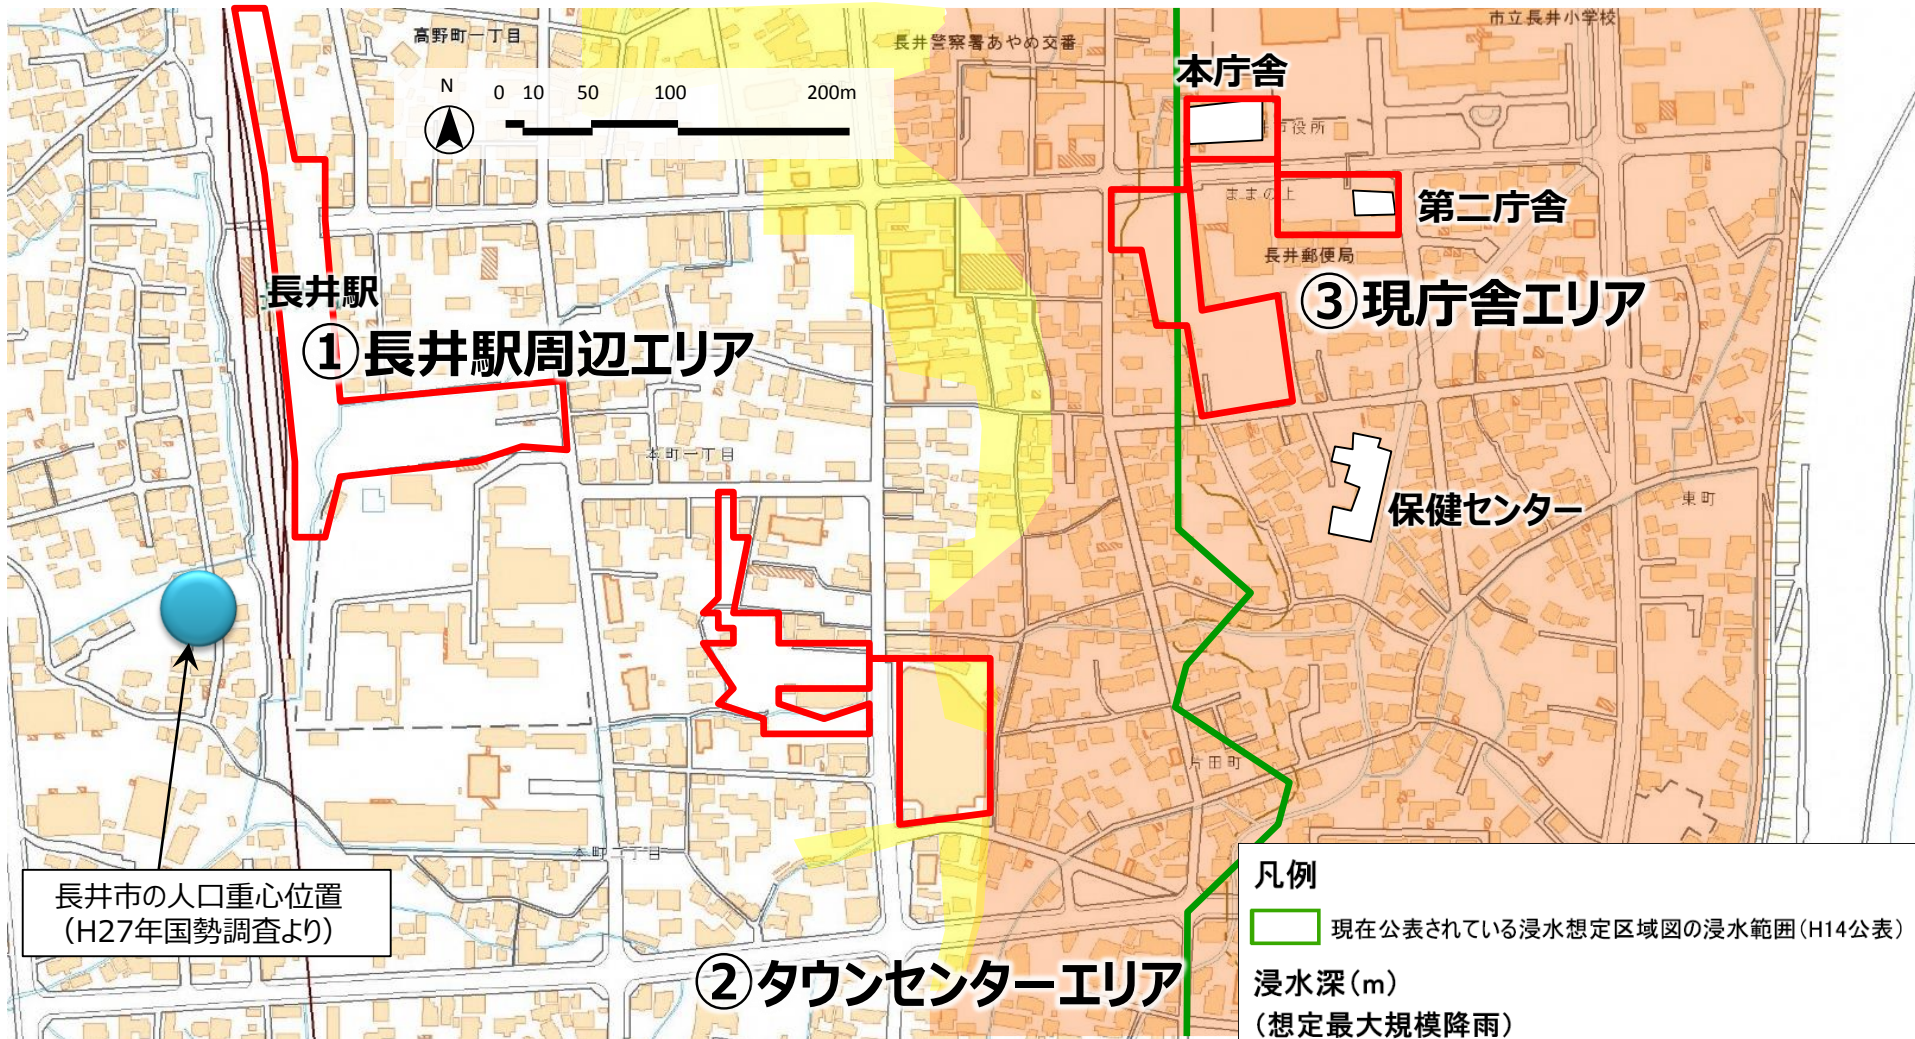 市立長井小学校
高野町一丁目
長井警察署あやめ交番
本庁舎
N
0 10 50 100 200m
市役所
ままの上
第二庁舎
長井郵便局
長井駅
③現庁舎エリア
①長井駅周辺エリア
本町一丁目
東町
保健センター
片田町
本町二丁目
長井市の人口重心位置
（H27年国勢調査より）
②タウンセンターエリア
凡例
現在公表されている浸水想定区域図の浸水範囲（H14公表）
浸水深（m）
（想定最大規模降雨）